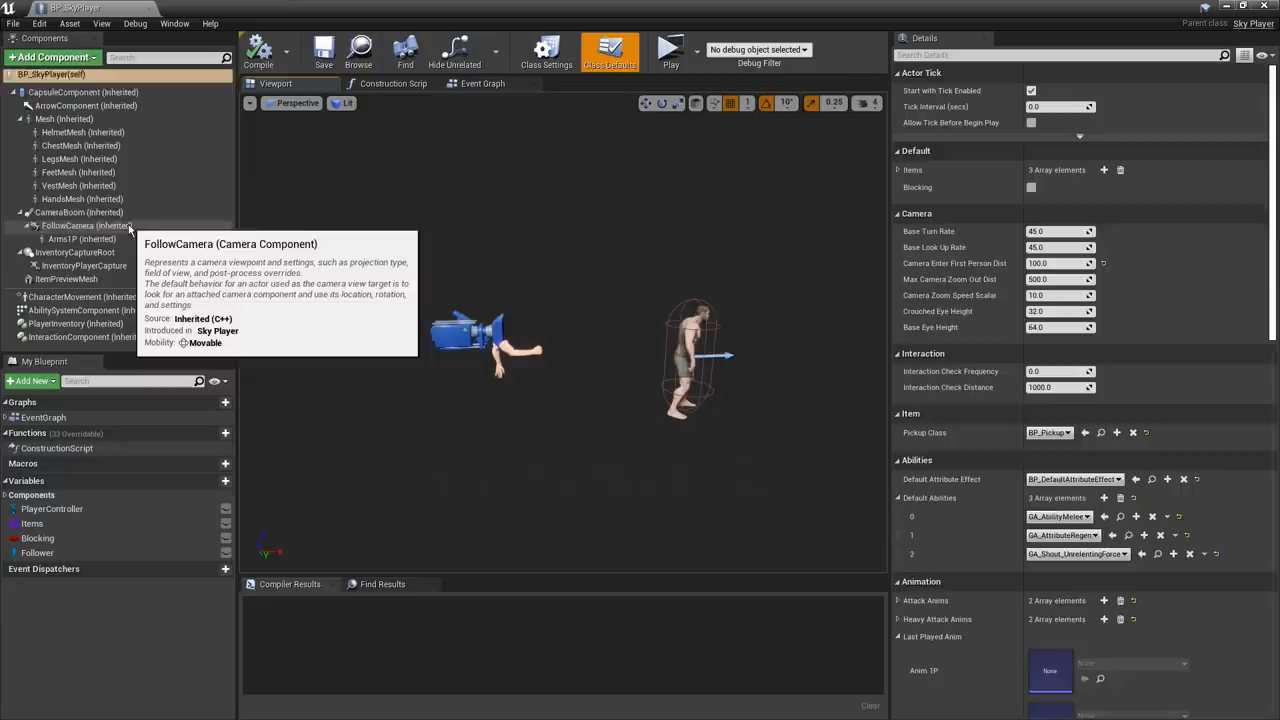 BP_SkyPlayer
File Edit Asset View Debug Window Help
Parent class: Sky Player
Components
+ Add Component
Search
BP_SkyPlayer(self)
CapsuleComponent (Inherited)
ArrowComponent (Inherited)
Mesh (Inherited)
HelmetMesh (Inherited)
ChestMesh (Inherited)
LegsMesh (Inherited)
FeetMesh (Inherited)
VestMesh (Inherited)
HandsMesh (Inherited)
CameraBoom (Inherited)
FollowCamera (Inherited)
Arms1P (Inherited)
InventoryCaptureRoot
InventoryPlayerCapture
ItemPreviewMesh
CharacterMovement (Inherited
AbilitySystemComponent (Inh
PlayerInventory (Inherited)
InteractionComponent (Inherit
My Blueprint
+ Add New
Search
Graphs
EventGraph
Functions (33 Overridable)
ConstructionScript
Macros
Variables
Components
PlayerController
Items
Blocking
Follower
Event Dispatchers
Compile
Save
Browse
Find
Hide Unrelated
Class Settings
Class Defaults
Play
No debug object selected
Debug Filter
Viewport
Construction Scrip
Event Graph
Perspective
Lit
1
10°
0.25
4
FollowCamera (Camera Component)
Represents a camera viewpoint and settings, such as projection type,
field of view, and post-process overrides.
The default behavior for an actor used as the camera view target is to
look for an attached camera component and use its location, rotation,
and settings
Source: Inherited (C++)
Introduced in Sky Player
Mobility: Movable
Compiler Results
Find Results
Clear
Details
Search Details
Actor Tick
Start with Tick Enabled
Tick Interval (secs) 0.0
Allow Tick Before Begin Play
Default
Items 3 Array elements
Blocking
Camera
Base Turn Rate 45.0
Base Look Up Rate 45.0
Camera Enter First Person Dist 100.0
Max Camera Zoom Out Dist 500.0
Camera Zoom Speed Scalar 10.0
Crouched Eye Height 32.0
Base Eye Height 64.0
Interaction
Interaction Check Frequency 0.0
Interaction Check Distance 1000.0
Item
Pickup Class BP_Pickup
Abilities
Default Attribute Effect BP_DefaultAttributeEffect
Default Abilities 3 Array elements
0 GA_AbilityMelee
1 GA_AttributeRegen
2 GA_Shout_UnrelentingForce
Animation
Attack Anims 2 Array elements
Heavy Attack Anims 2 Array elements
Last Played Anim
Anim 1P None None
None